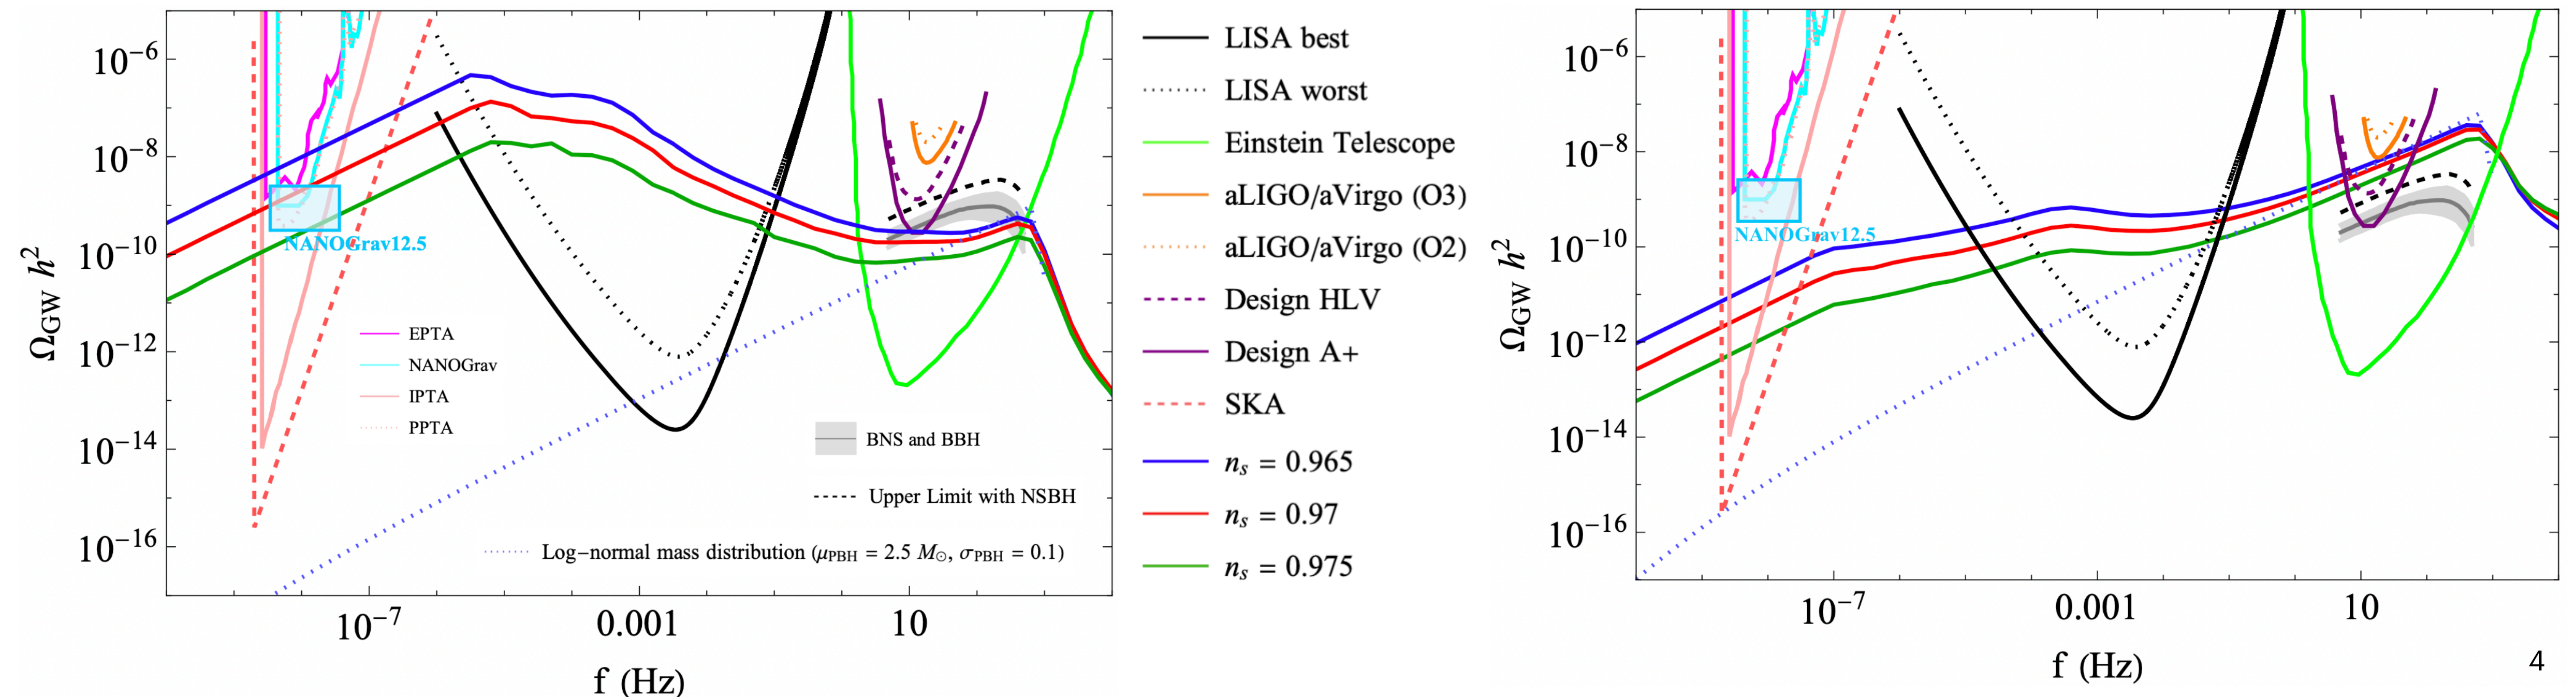 10⁻⁶
10⁻⁸
10⁻¹⁰
10⁻¹²
10⁻¹⁴
10⁻¹⁶
Ω_GW h²
NANOGrav12.5
EPTA
NANOGrav
IPTA
PPTA
BNS and BBH
Upper Limit with NSBH
Log−normal mass distribution (μ_PBH = 2.5 M_⊙, σ_PBH = 0.1)
10⁻⁷
0.001
10
f (Hz)
LISA best
LISA worst
Einstein Telescope
aLIGO/aVirgo (O3)
aLIGO/aVirgo (O2)
Design HLV
Design A+
SKA
n_s = 0.965
n_s = 0.97
n_s = 0.975
10⁻⁶
10⁻⁸
10⁻¹⁰
10⁻¹²
10⁻¹⁴
10⁻¹⁶
Ω_GW h²
NANOGrav12.5
10⁻⁷
0.001
10
f (Hz)
4